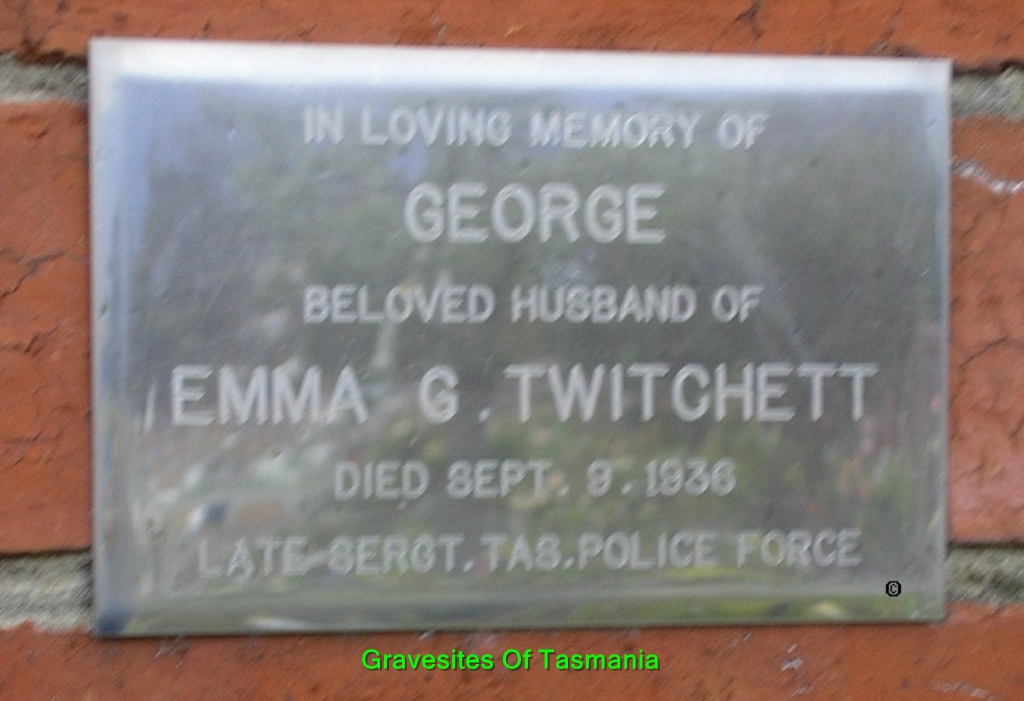 IN LOVING MEMORY OF
GEORGE
BELOVED HUSBAND OF
EMMA G. TWITCHETT
DIED SEPT. 9. 1936
LATE SERGT. TAS. POLICE FORCE
©
Gravesites Of Tasmania